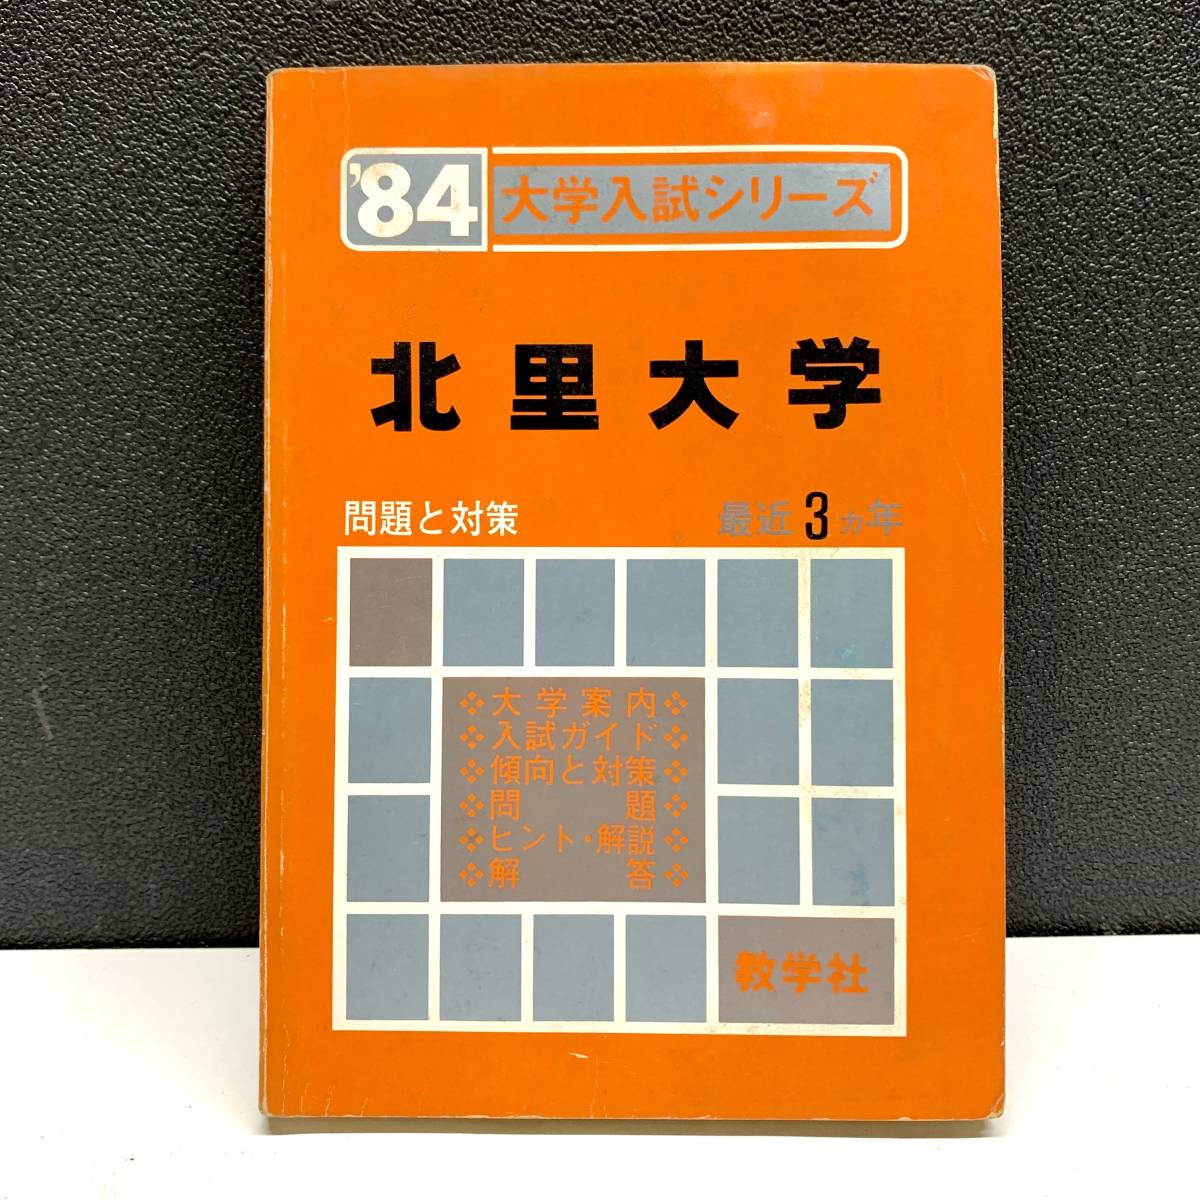 '84 大学入試シリーズ
北里大学
問題と対策 最近3ヵ年
❖大学案内❖
❖入試ガイド❖
❖傾向と対策❖
❖問題❖
❖ヒント・解説❖
❖解答❖
教学社